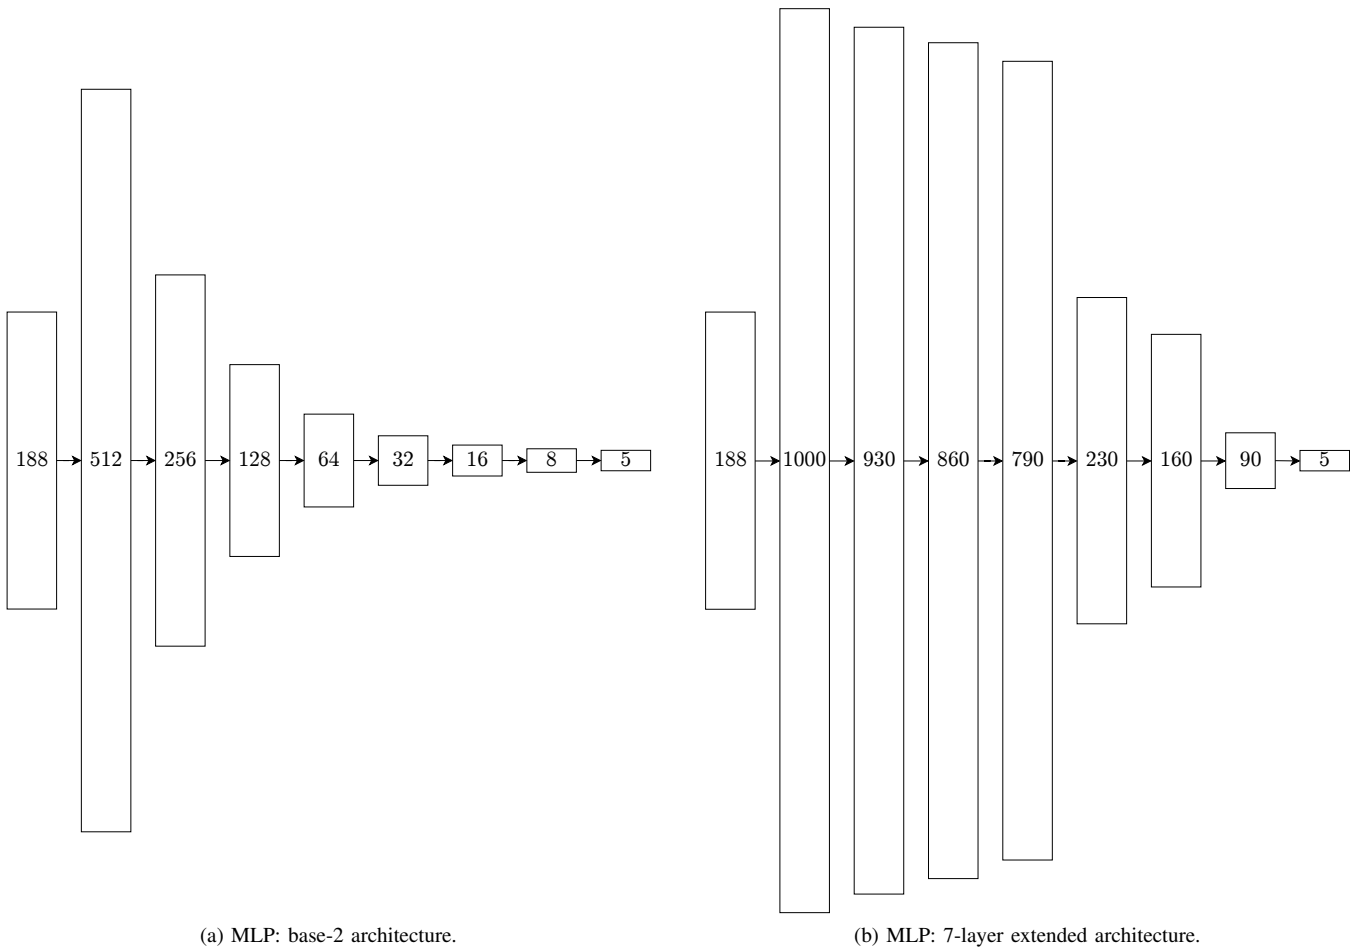 188 512 256 128 64 32 16 8 5
188 1000 930 860 790 230 160 90 5
(a) MLP: base-2 architecture.
(b) MLP: 7-layer extended architecture.